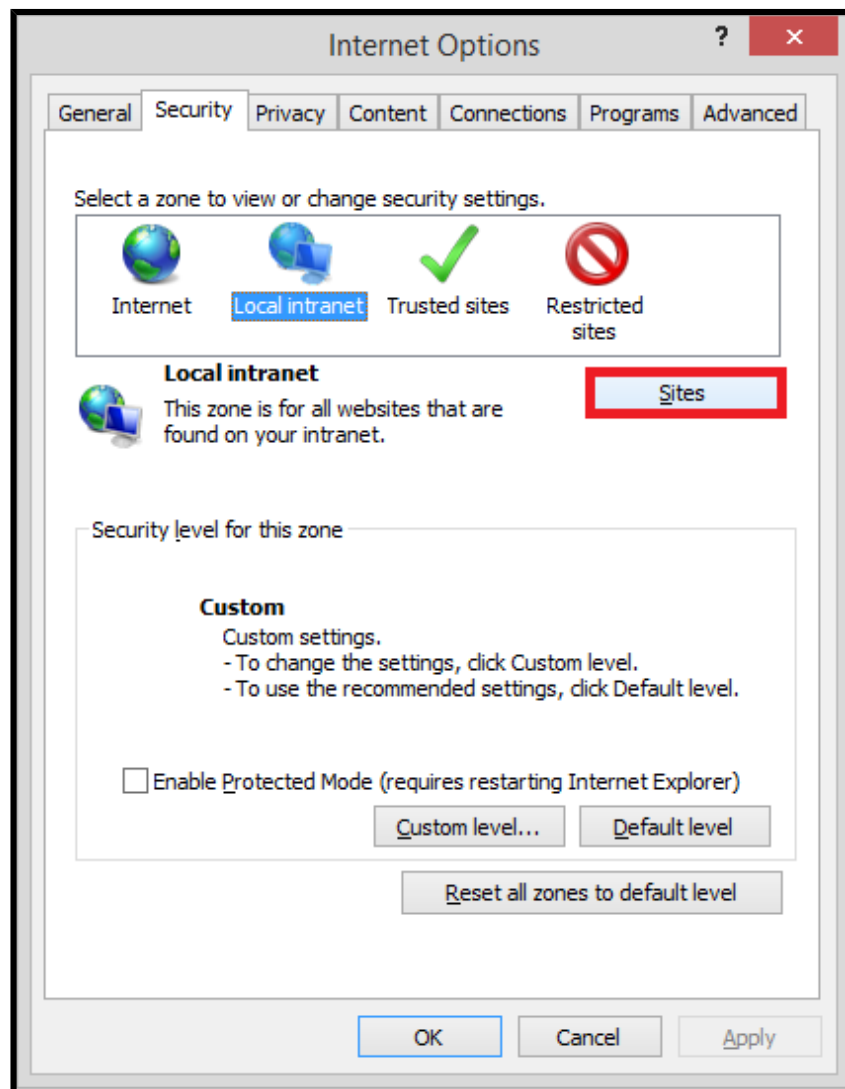 Internet Options
?
General Security Privacy Content Connections Programs Advanced
Select a zone to view or change security settings.
Internet Local intranet Trusted sites Restricted
sites
Local intranet
Sites
This zone is for all websites that are
found on your intranet.
Security level for this zone
Custom
Custom settings.
- To change the settings, click Custom level.
- To use the recommended settings, click Default level.
Enable Protected Mode (requires restarting Internet Explorer)
Custom level... Default level
Reset all zones to default level
OK Cancel Apply